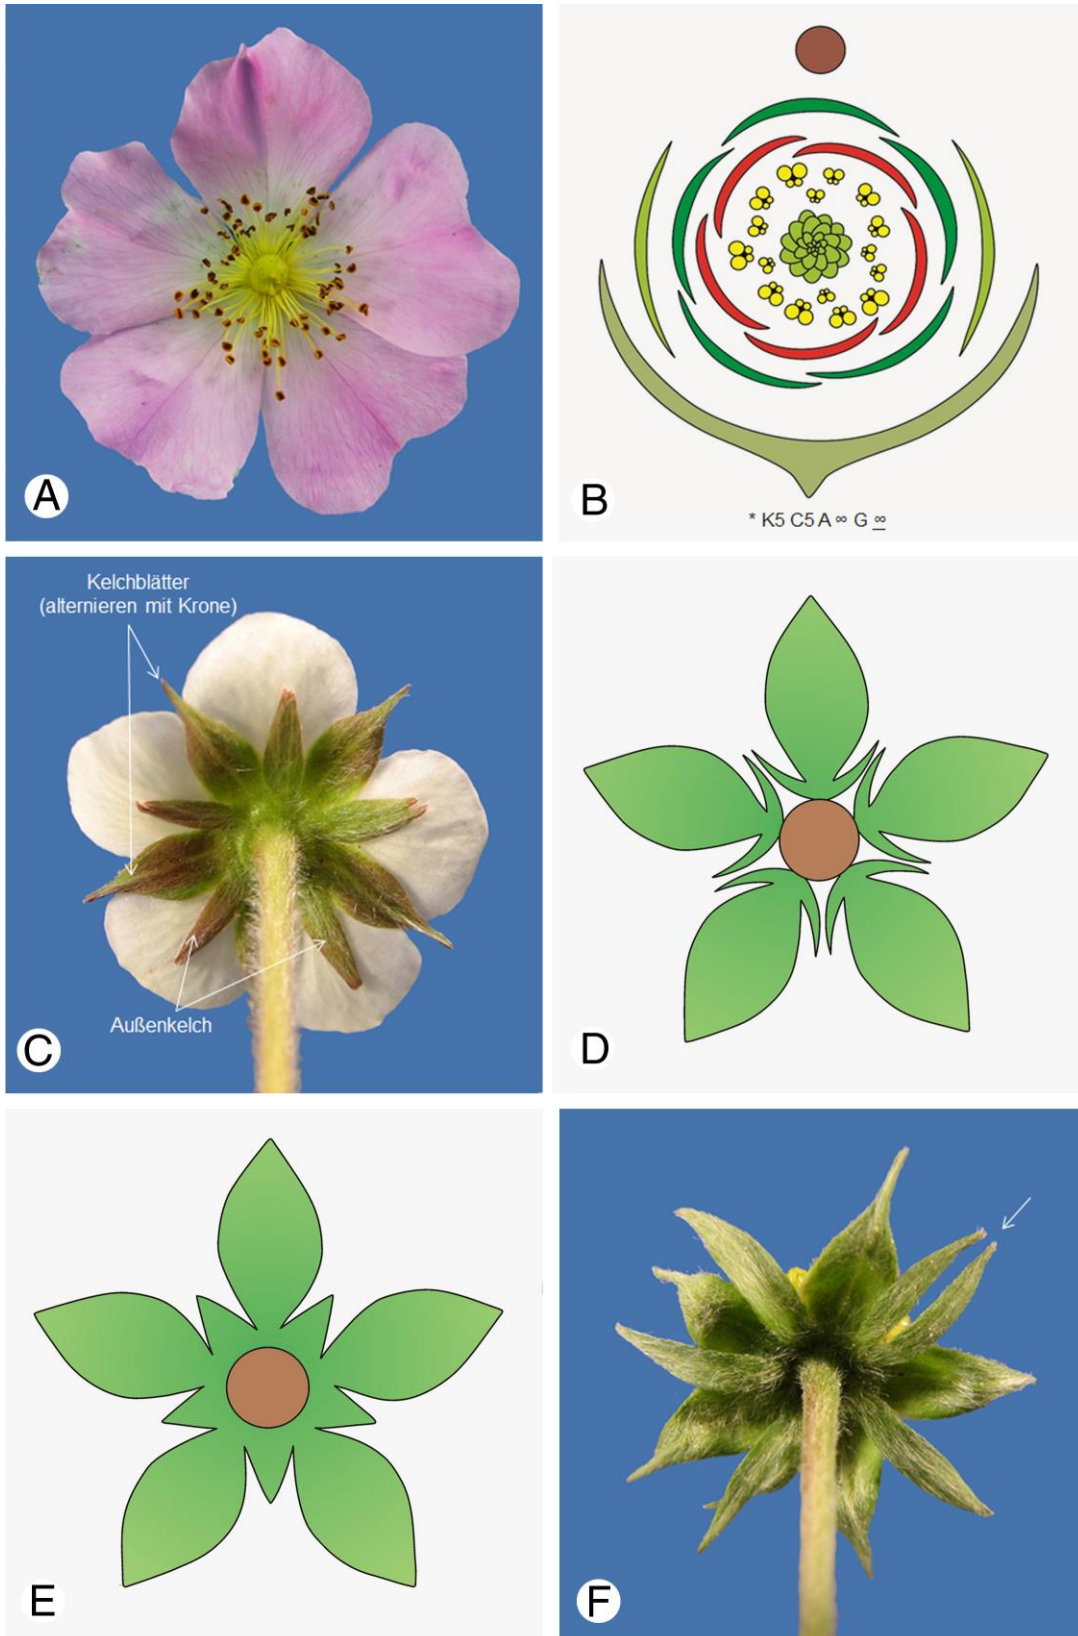 A
B
* K5 C5 A ∞ G ∞
Kelchblätter
(alternieren mit Krone)
Außenkelch
C
D
E
F